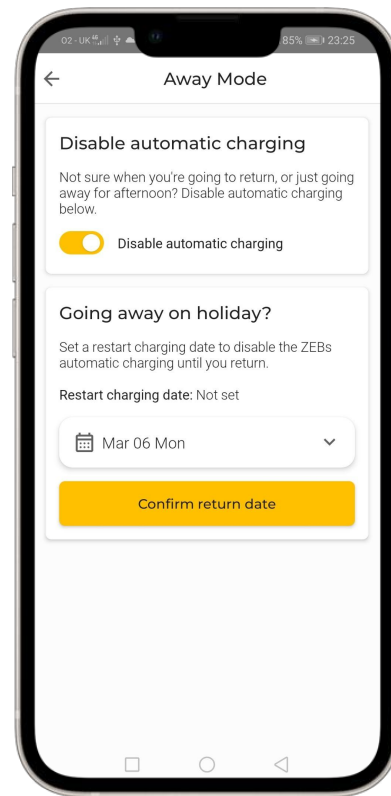 O2 - UK 4G
85% 23:25
Away Mode
Disable automatic charging
Not sure when you're going to return, or just going
away for afternoon? Disable automatic charging
below.
Disable automatic charging
Going away on holiday?
Set a restart charging date to disable the ZEBs
automatic charging until you return.
Restart charging date: Not set
Mar 06 Mon
Confirm return date